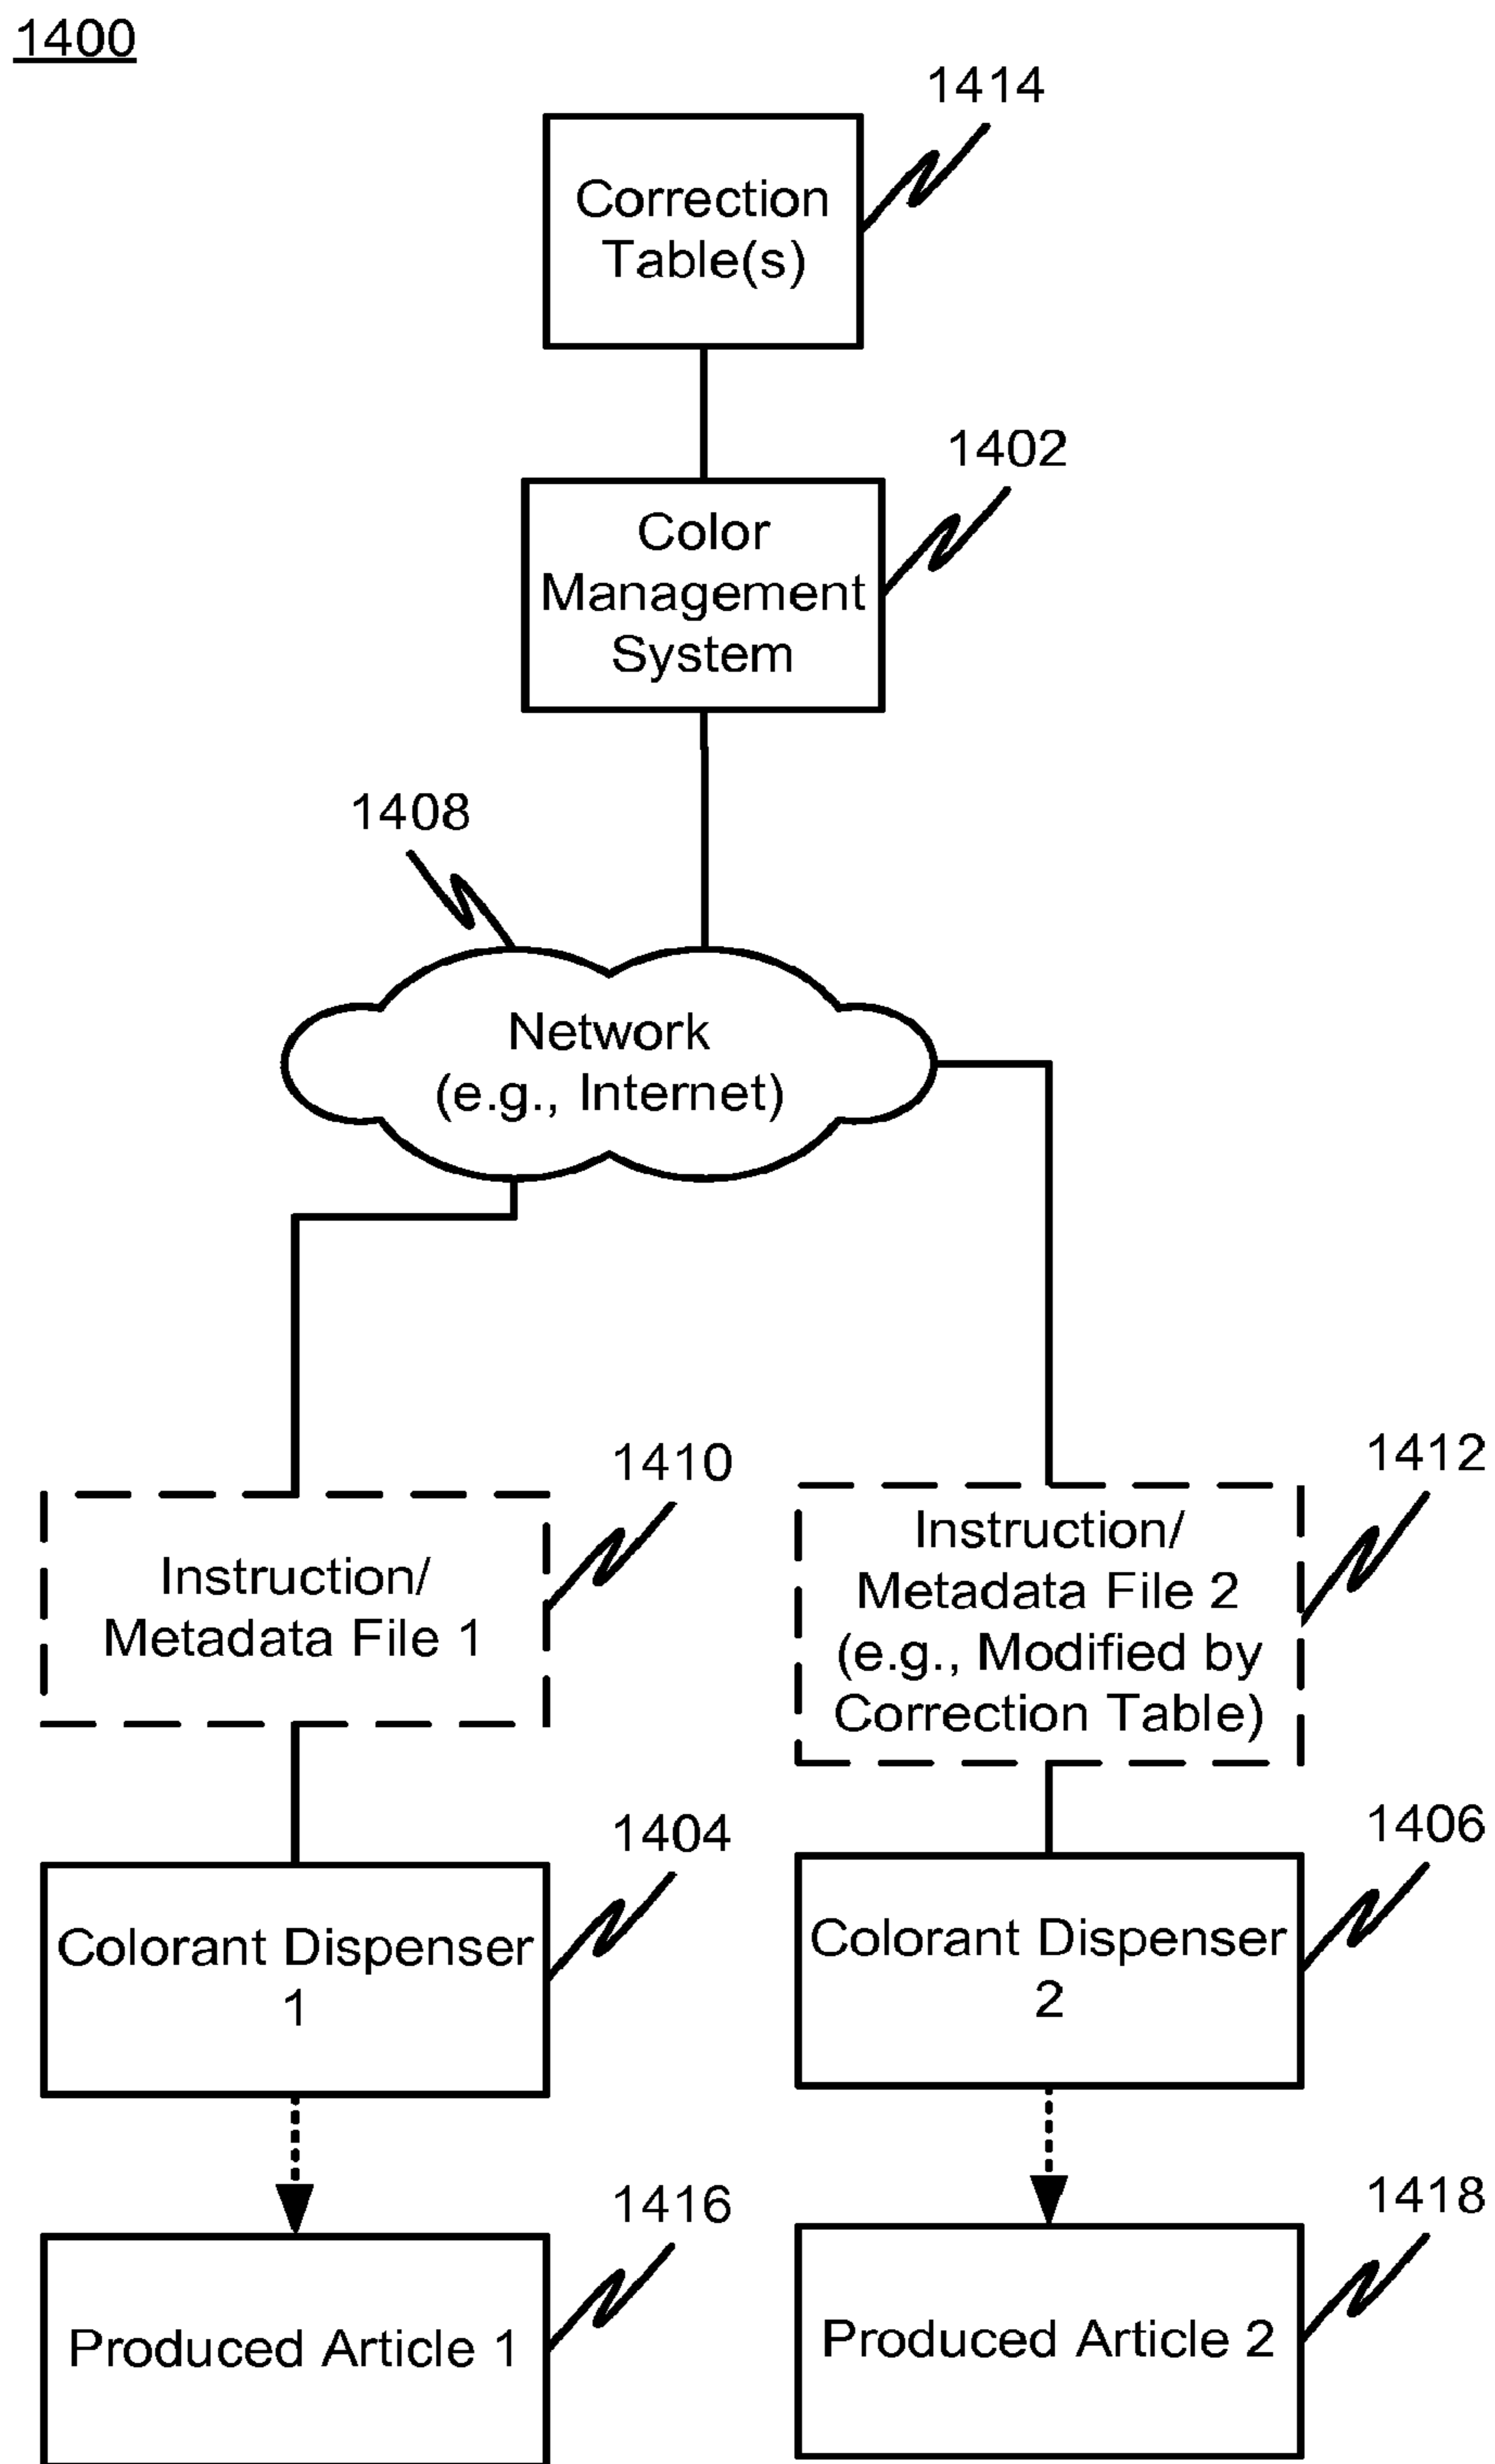 1400
1414
Correction
Table(s)
1402
Color
Management
System
1408
Network
(e.g., Internet)
1410
Instruction/
Metadata File 1
1412
Instruction/
Metadata File 2
(e.g., Modified by
Correction Table)
1404
Colorant Dispenser
1
1406
Colorant Dispenser
2
1416
Produced Article 1
1418
Produced Article 2